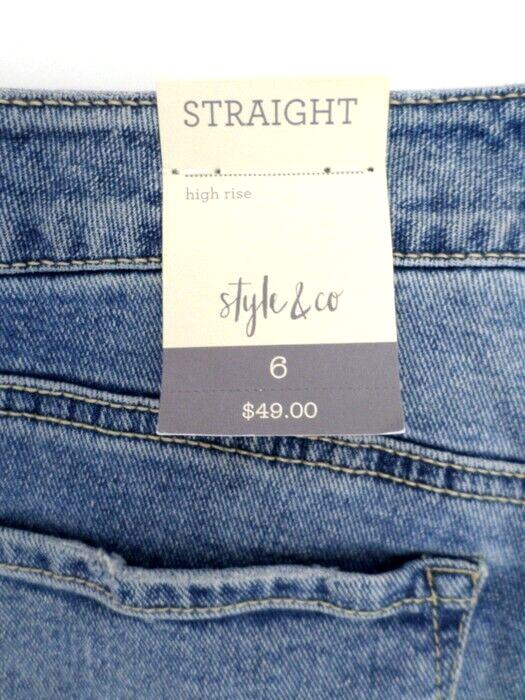 STRAIGHT
high rise
style & co
6
$49.00